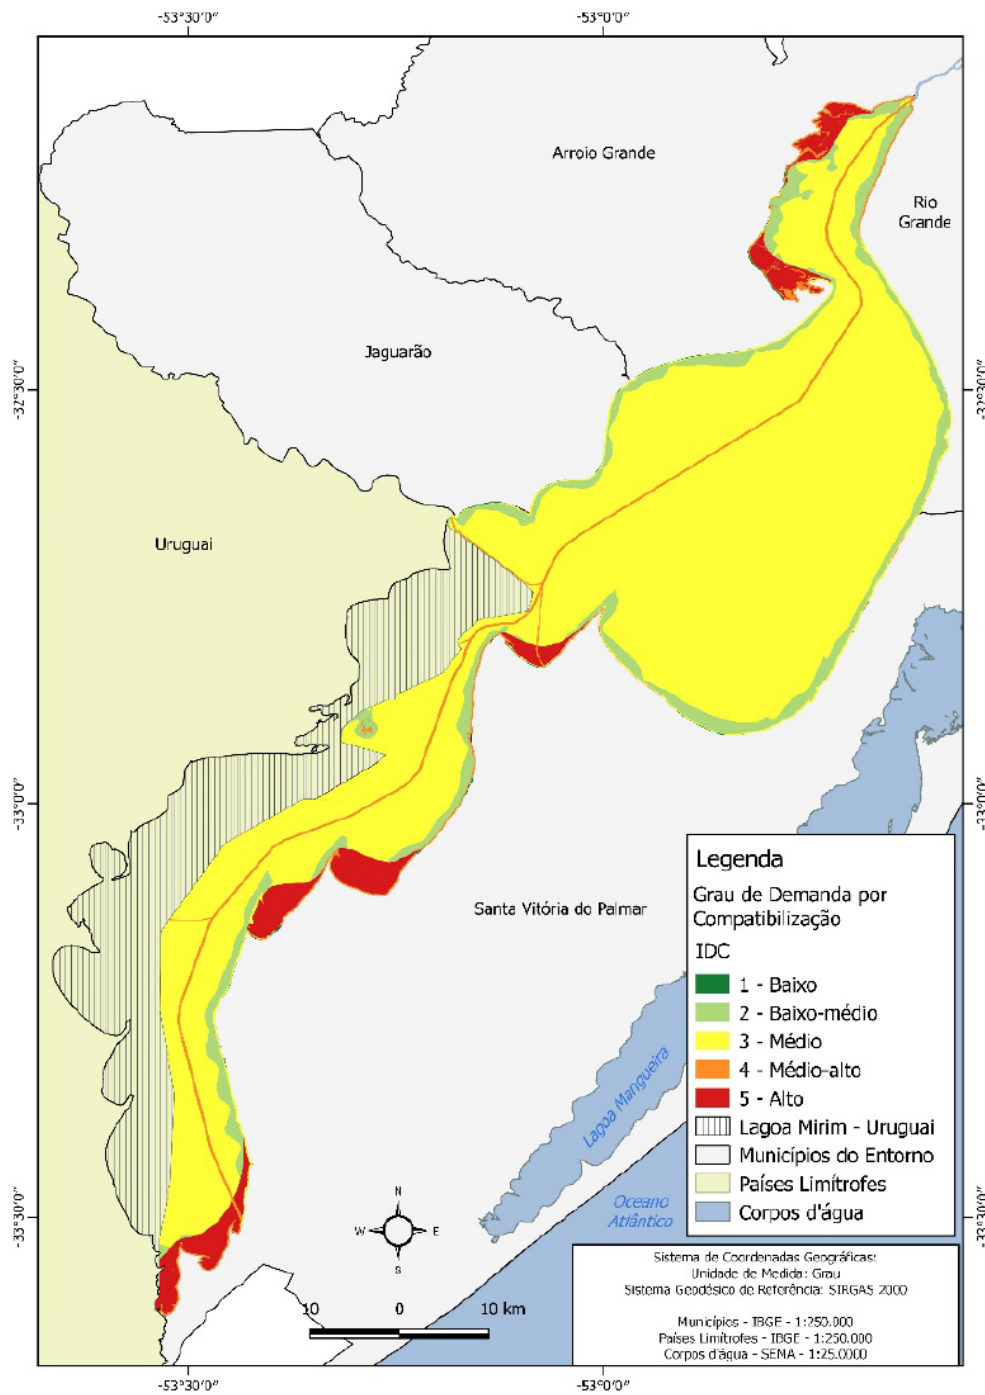 -53°30'0''
-53°0'0''
Arroio Grande
Rio
Grande
Jaguarão
-32°30'0''
-32°30'0''
Uruguai
-33°0'0''
-33°0'0''
Santa Vitória do Palmar
Legenda
Grau de Demanda por
Compatibilização
IDC
1 - Baixo
2 - Baixo-médio
3 - Médio
4 - Médio-alto
5 - Alto
Lagoa Mirim - Uruguai
Municípios do Entorno
Países Limítrofes
Corpos d'água
Lagoa Mangueira
Oceano
Atlântico
-33°30'0''
-33°30'0''
N
W E
S
10 0 10 km
Sistema de Coordenadas Geográficas:
Unidade de Medida: Grau
Sistema Geodésico de Referência: SIRGAS 2000
Municípios - IBGE - 1:250.000
Países Limítrofes - IBGE - 1:250.000
Corpos d'água - SEMA - 1:25.0000
-53°30'0''
-53°0'0''